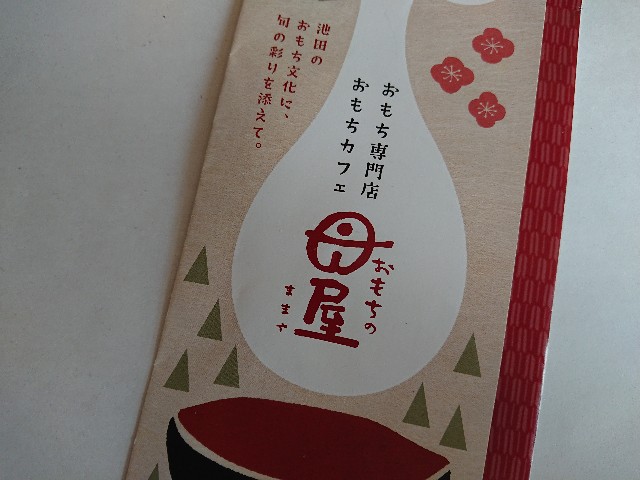 池田の
おもち文化に、
旬の彩りを添えて。
おもち専門店
おもちカフェ
おもちの
母屋
ままや